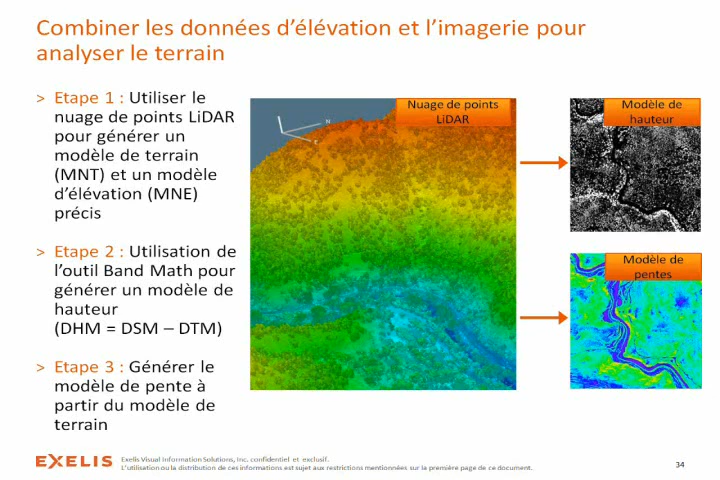 Combiner les données d'élévation et l'imagerie pour
analyser le terrain
> Etape 1 : Utiliser le
nuage de points LiDAR
pour générer un
modèle de terrain
(MNT) et un modèle
d'élévation (MNE)
précis
> Etape 2 : Utilisation de
l'outil Band Math pour
générer un modèle de
hauteur
(DHM = DSM – DTM)
> Etape 3 : Générer le
modèle de pente à
partir du modèle de
terrain
Nuage de points
LiDAR
N
E
Modèle de
hauteur
Modèle de
pentes
EXELIS
Exelis Visual Information Solutions, Inc. confidentiel et exclusif.
L'utilisation ou la distribution de ces informations est sujet aux restrictions mentionnées sur la première page de ce document.
34